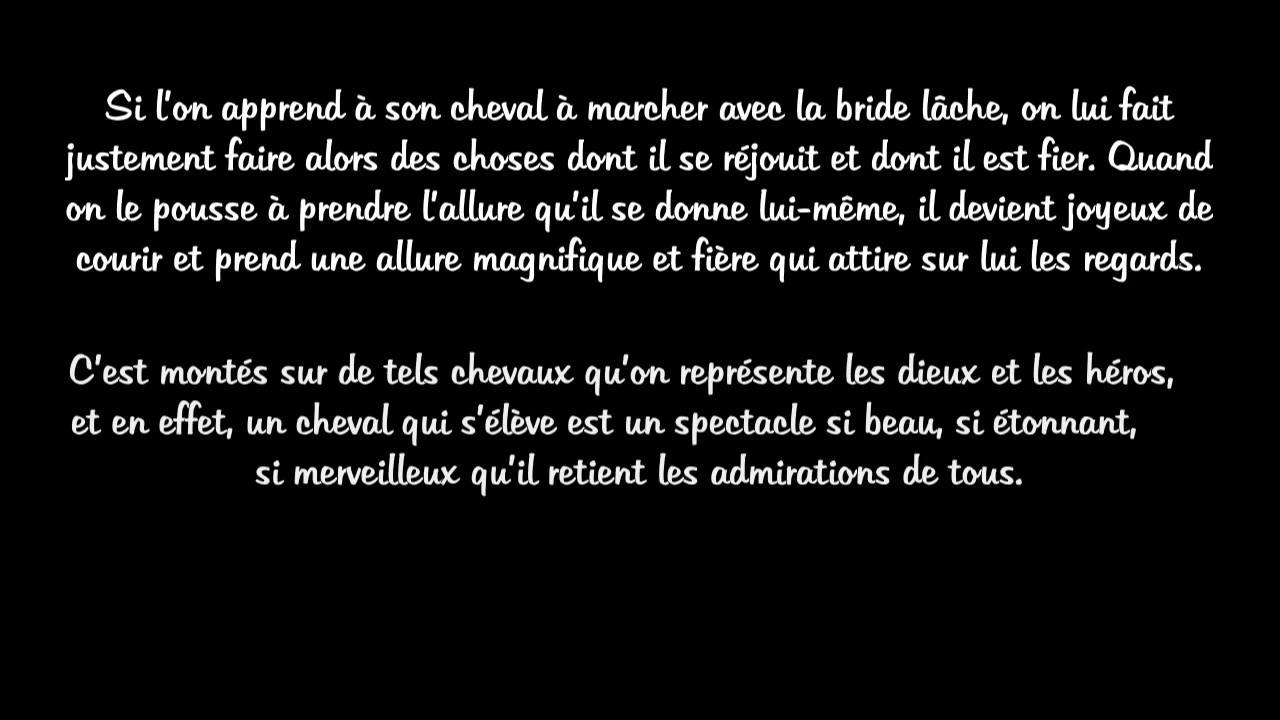 Si l'on apprend à son cheval à marcher avec la bride lâche, on lui fait
justement faire alors des choses dont il se réjouit et dont il est fier. Quand
on le pousse à prendre l'allure qu'il se donne lui-même, il devient joyeux de
courir et prend une allure magnifique et fière qui attire sur lui les regards.
C'est montés sur de tels chevaux qu'on représente les dieux et les héros,
et en effet, un cheval qui s'élève est un spectacle si beau, si étonnant,
si merveilleux qu'il retient les admirations de tous.